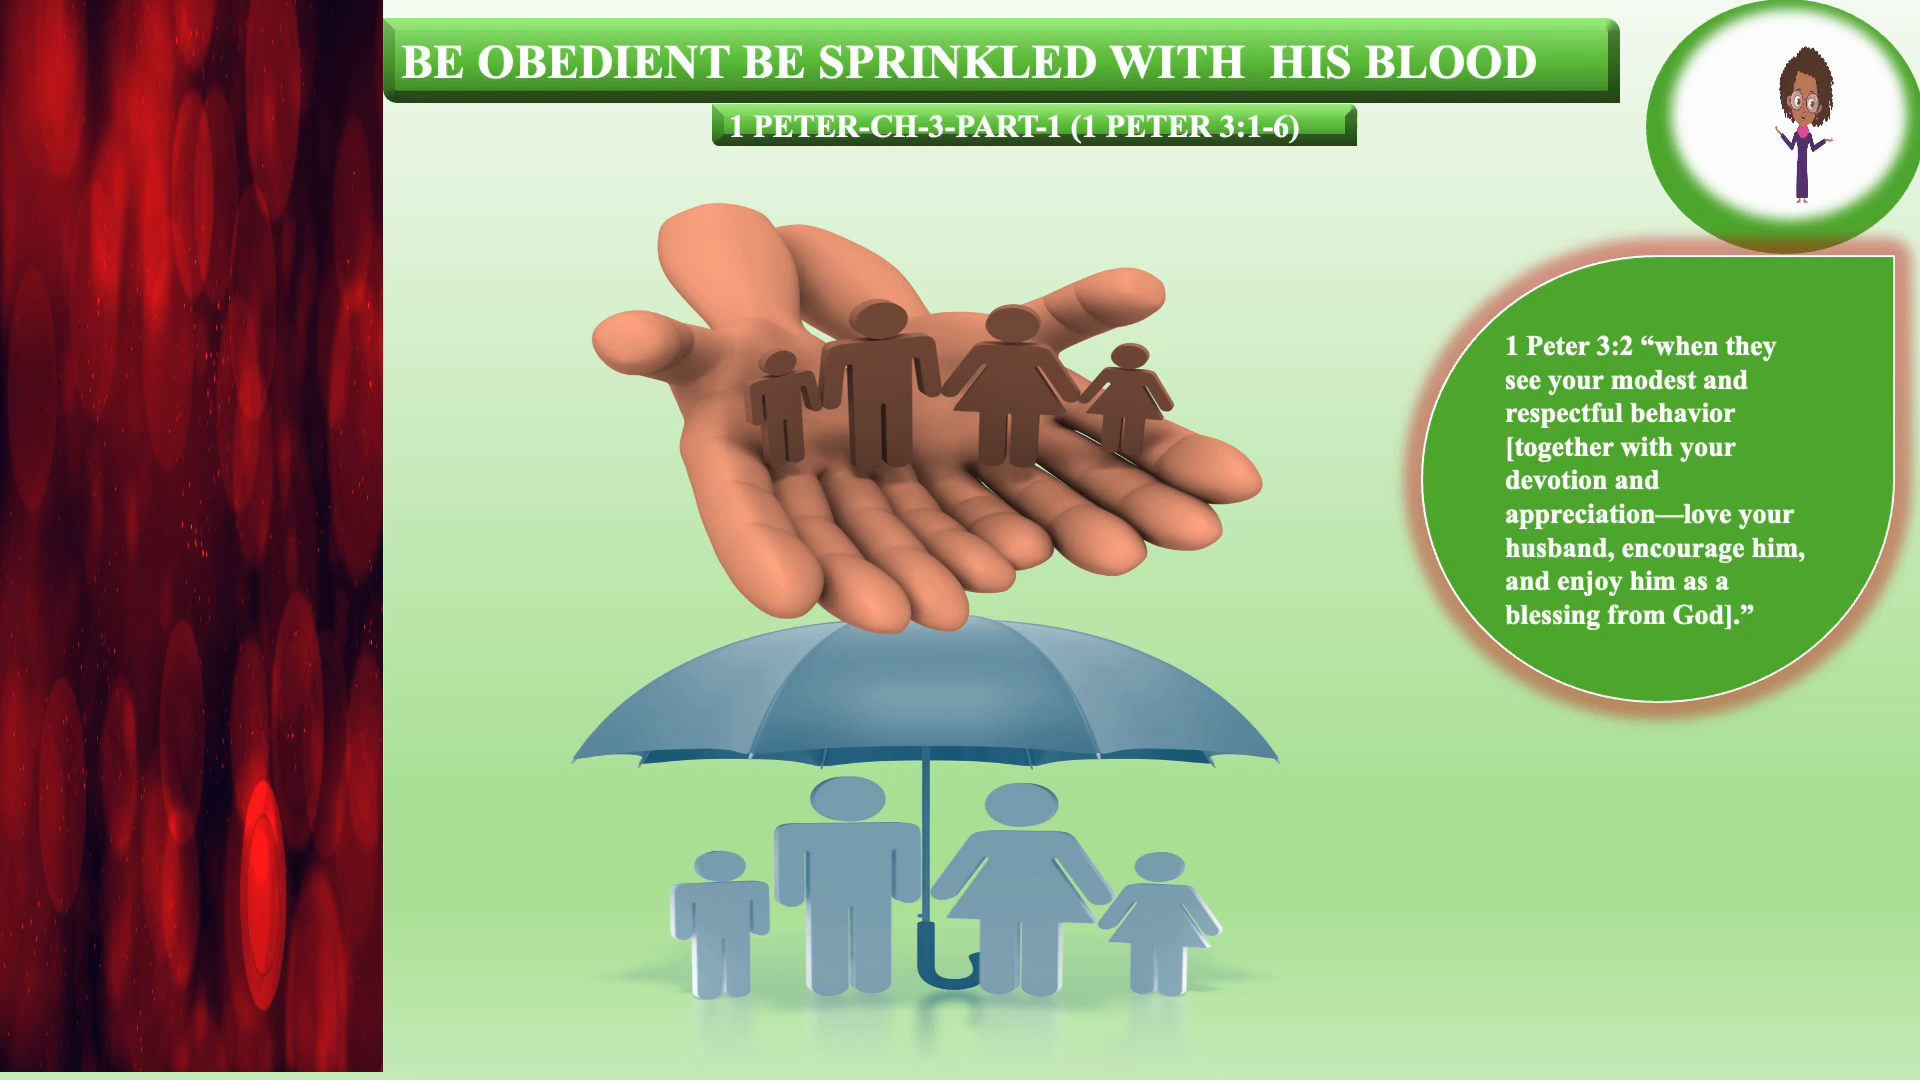 BE OBEDIENT BE SPRINKLED WITH  HIS BLOOD
1 PETER-CH-3-PART-1 (1 PETER 3:1-6)
1 Peter 3:2 “when they
see your modest and
respectful behavior
[together with your
devotion and
appreciation—love your
husband, encourage him,
and enjoy him as a
blessing from God].”